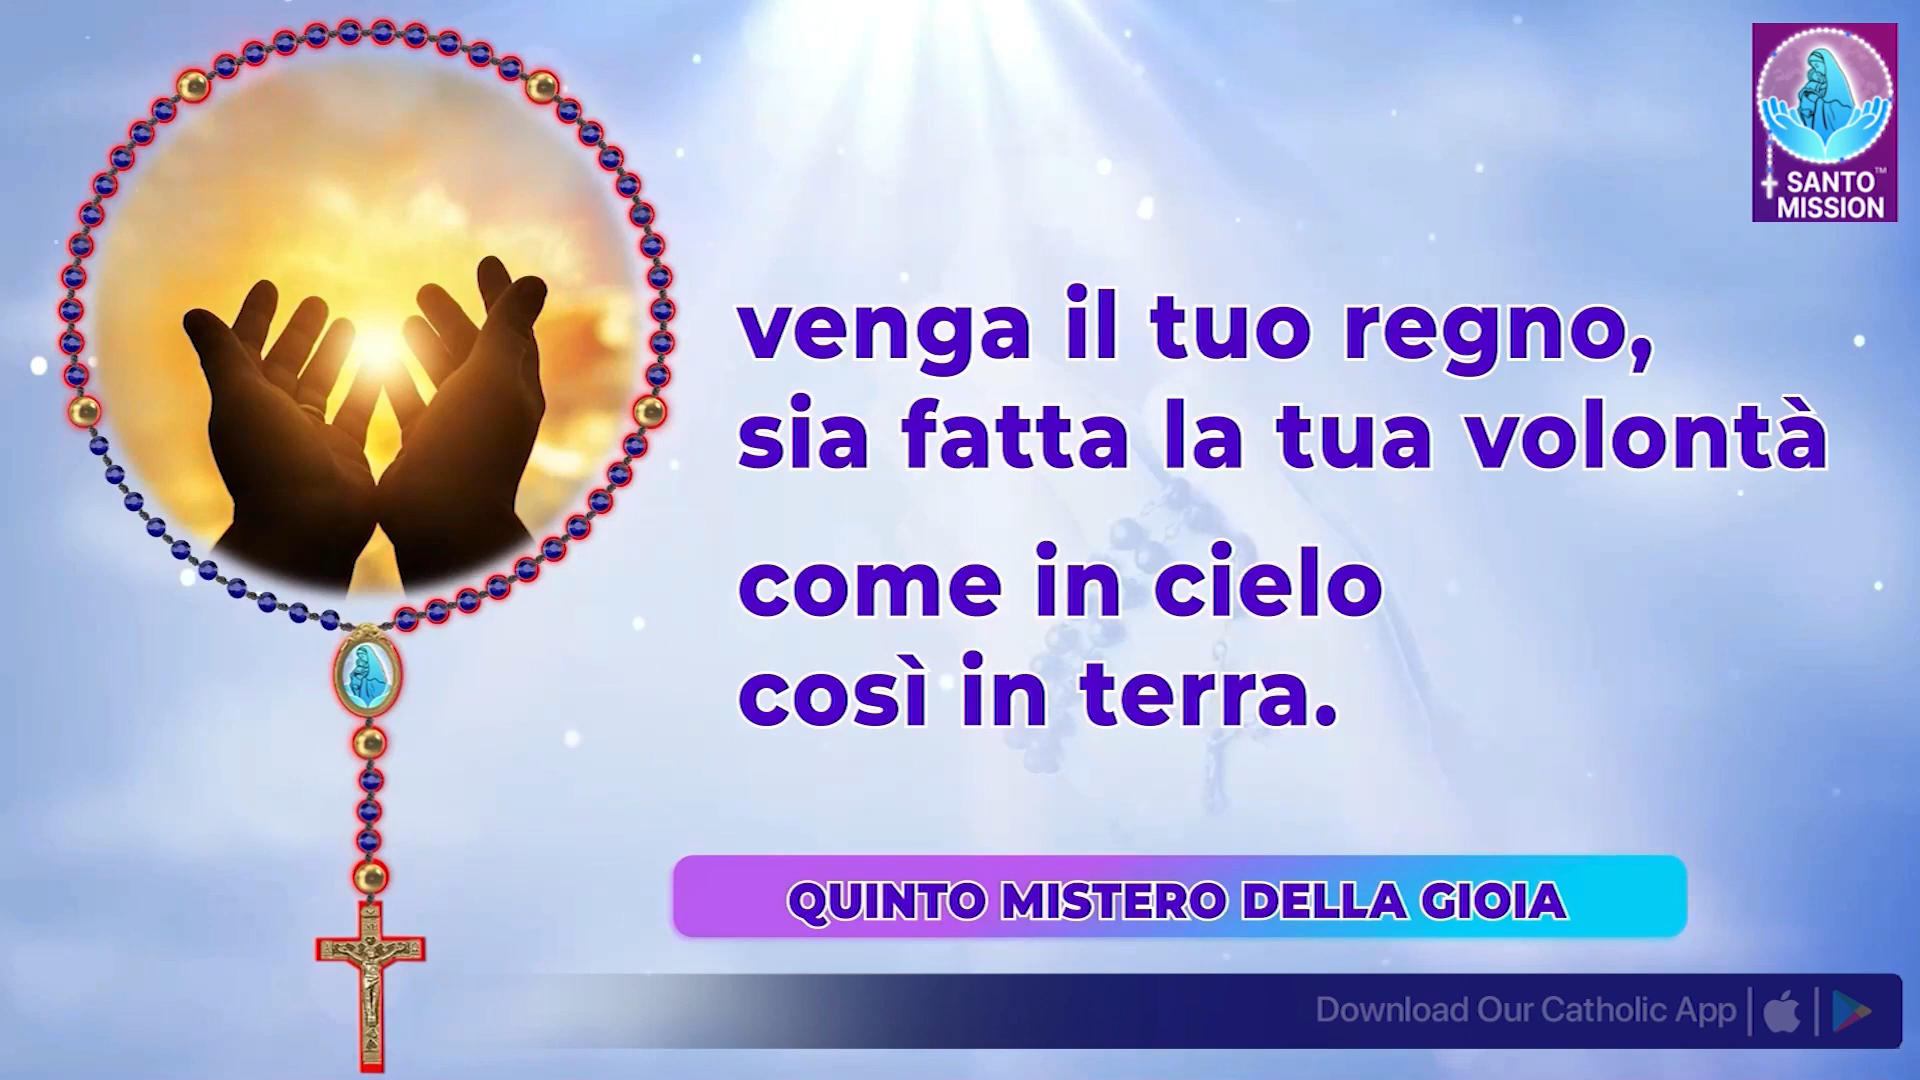 SANTO™
MISSION
venga il tuo regno,
sia fatta la tua volontà
come in cielo
così in terra.
QUINTO MISTERO DELLA GIOIA
Download Our Catholic App